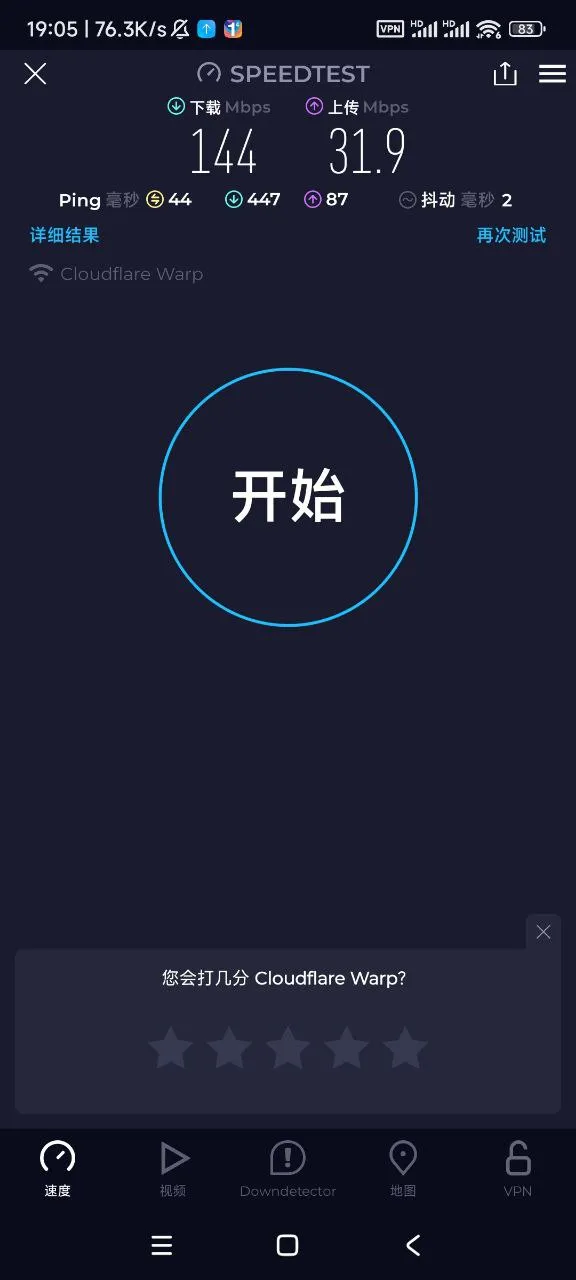 19:05 | 76.3K/s VPN HD HD 6 83
SPEEDTEST
下载 Mbps 上传 Mbps
144 31.9
Ping 毫秒 44 447 87 抖动 毫秒 2
详细结果 再次测试
Cloudflare Warp
开始
您会打几分 Cloudflare Warp?
速度 视频 Downdetector 地图 VPN